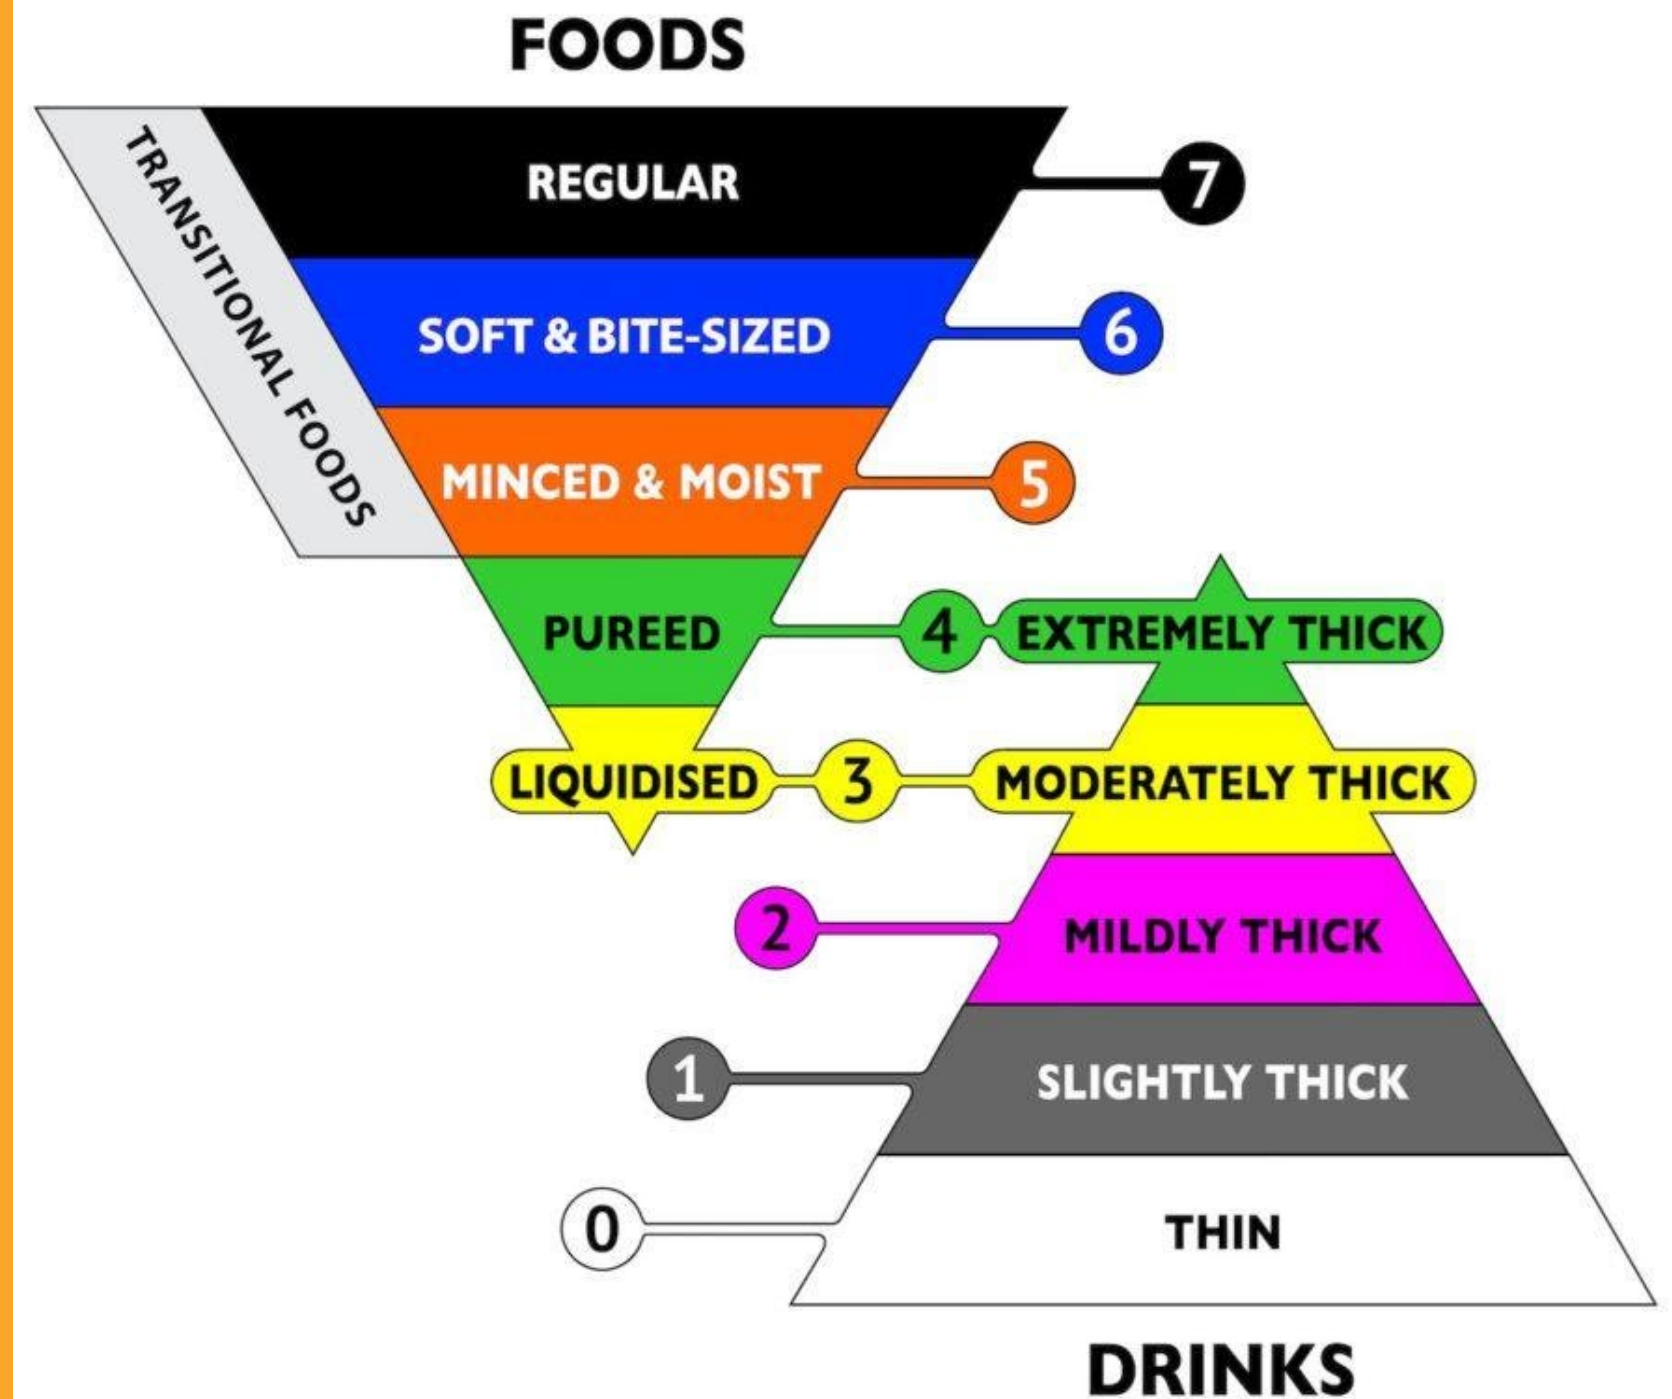 FOODS
TRANSITIONAL FOODS
REGULAR
7
SOFT & BITE-SIZED
6
MINCED & MOIST
5
PUREED
4
EXTREMELY THICK
LIQUIDISED
3
MODERATELY THICK
2
MILDLY THICK
1
SLIGHTLY THICK
0
THIN
DRINKS